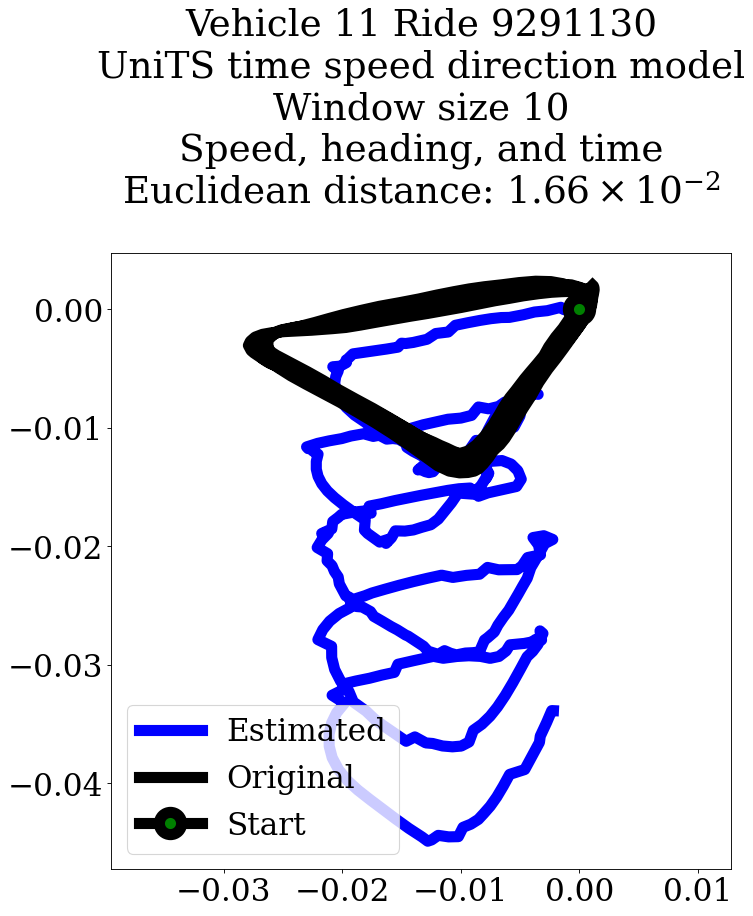 Vehicle 11 Ride 9291130
UniTS time speed direction model
Window size 10
Speed, heading, and time
Euclidean distance: 1.66 × 10⁻²
0.00
−0.01
−0.02
−0.03
−0.04
Estimated
Original
Start
−0.03 −0.02 −0.01 0.00 0.01